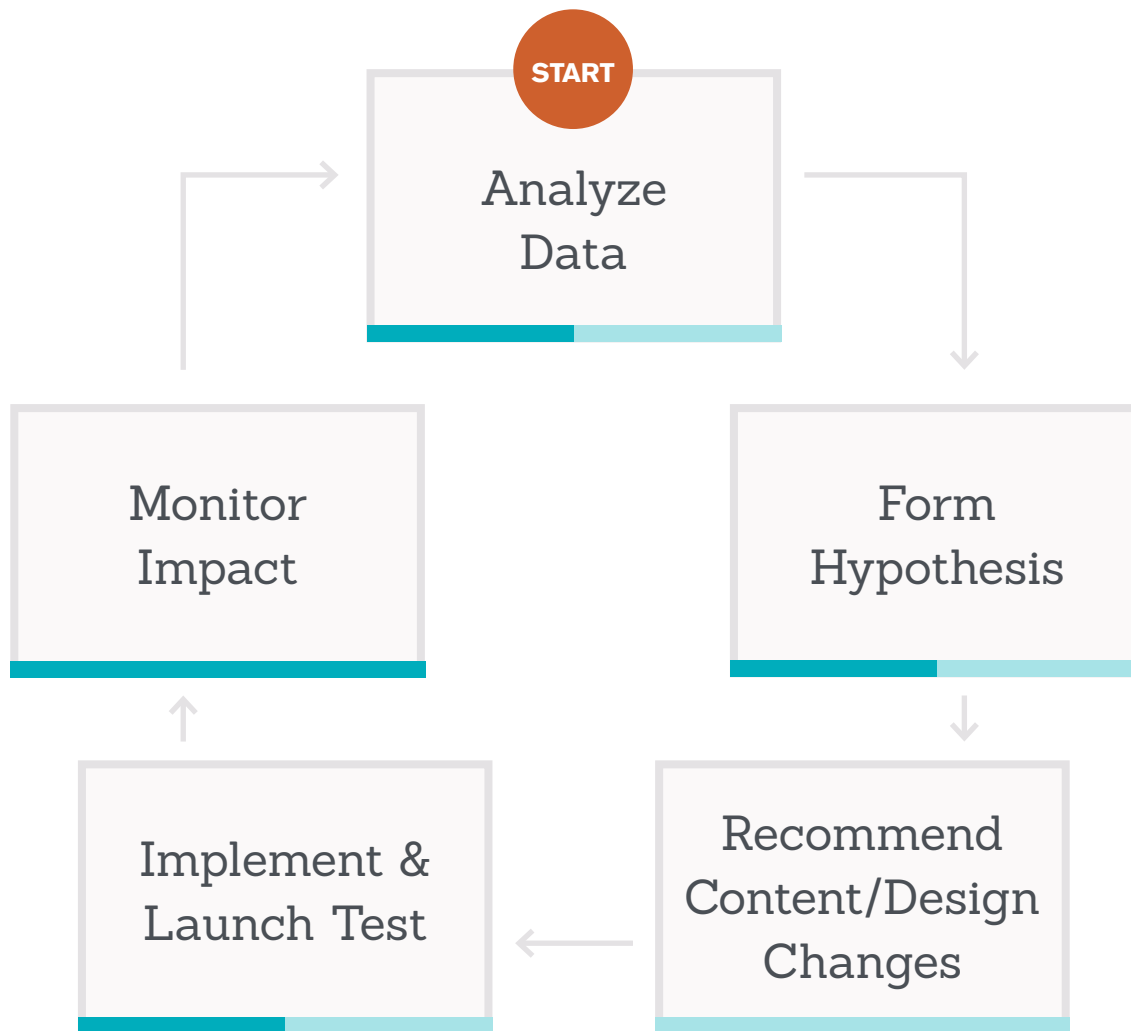 START
Analyze
Data
Form
Hypothesis
Recommend
Content/Design
Changes
Implement &
Launch Test
Monitor
Impact